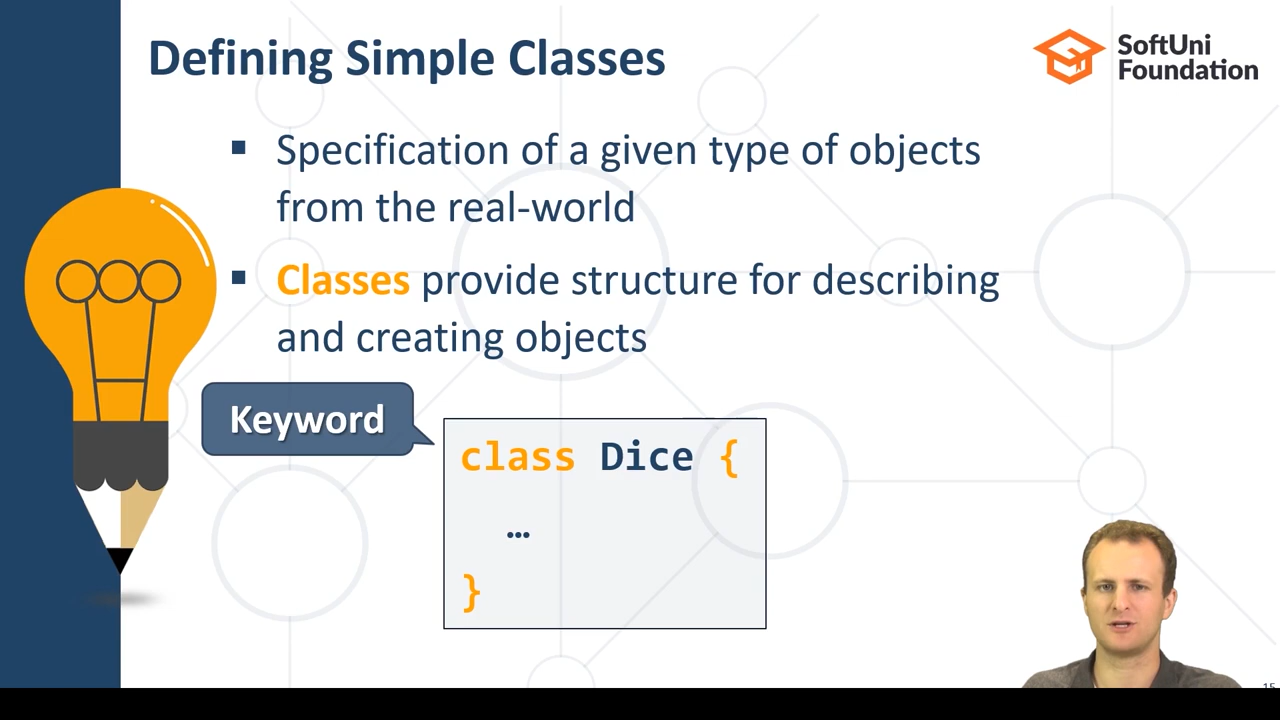 Defining Simple Classes
SoftUni
Foundation
▪ Specification of a given type of objects
from the real-world
▪ Classes provide structure for describing
and creating objects
Keyword
class Dice {
…
}